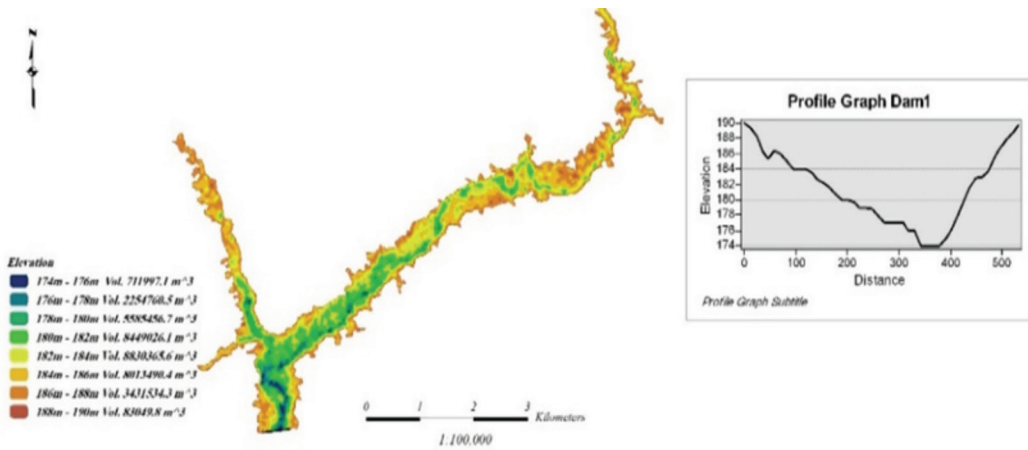 N
Elevation
174m - 176m Vol. 711997.1 m^3
176m - 178m Vol. 2254760.5 m^3
178m - 180m Vol. 5585456.7 m^3
180m - 182m Vol. 8449026.1 m^3
182m - 184m Vol. 8830365.6 m^3
184m - 186m Vol. 8013490.4 m^3
186m - 188m Vol. 3431534.3 m^3
188m - 190m Vol. 83049.8 m^3
0 1 2 3 Kilometers
1:100,000
Profile Graph Dam1
Elevation
190
188
186
184
182
180
178
176
174
0 100 200 300 400 500
Distance
Profile Graph Subtitle